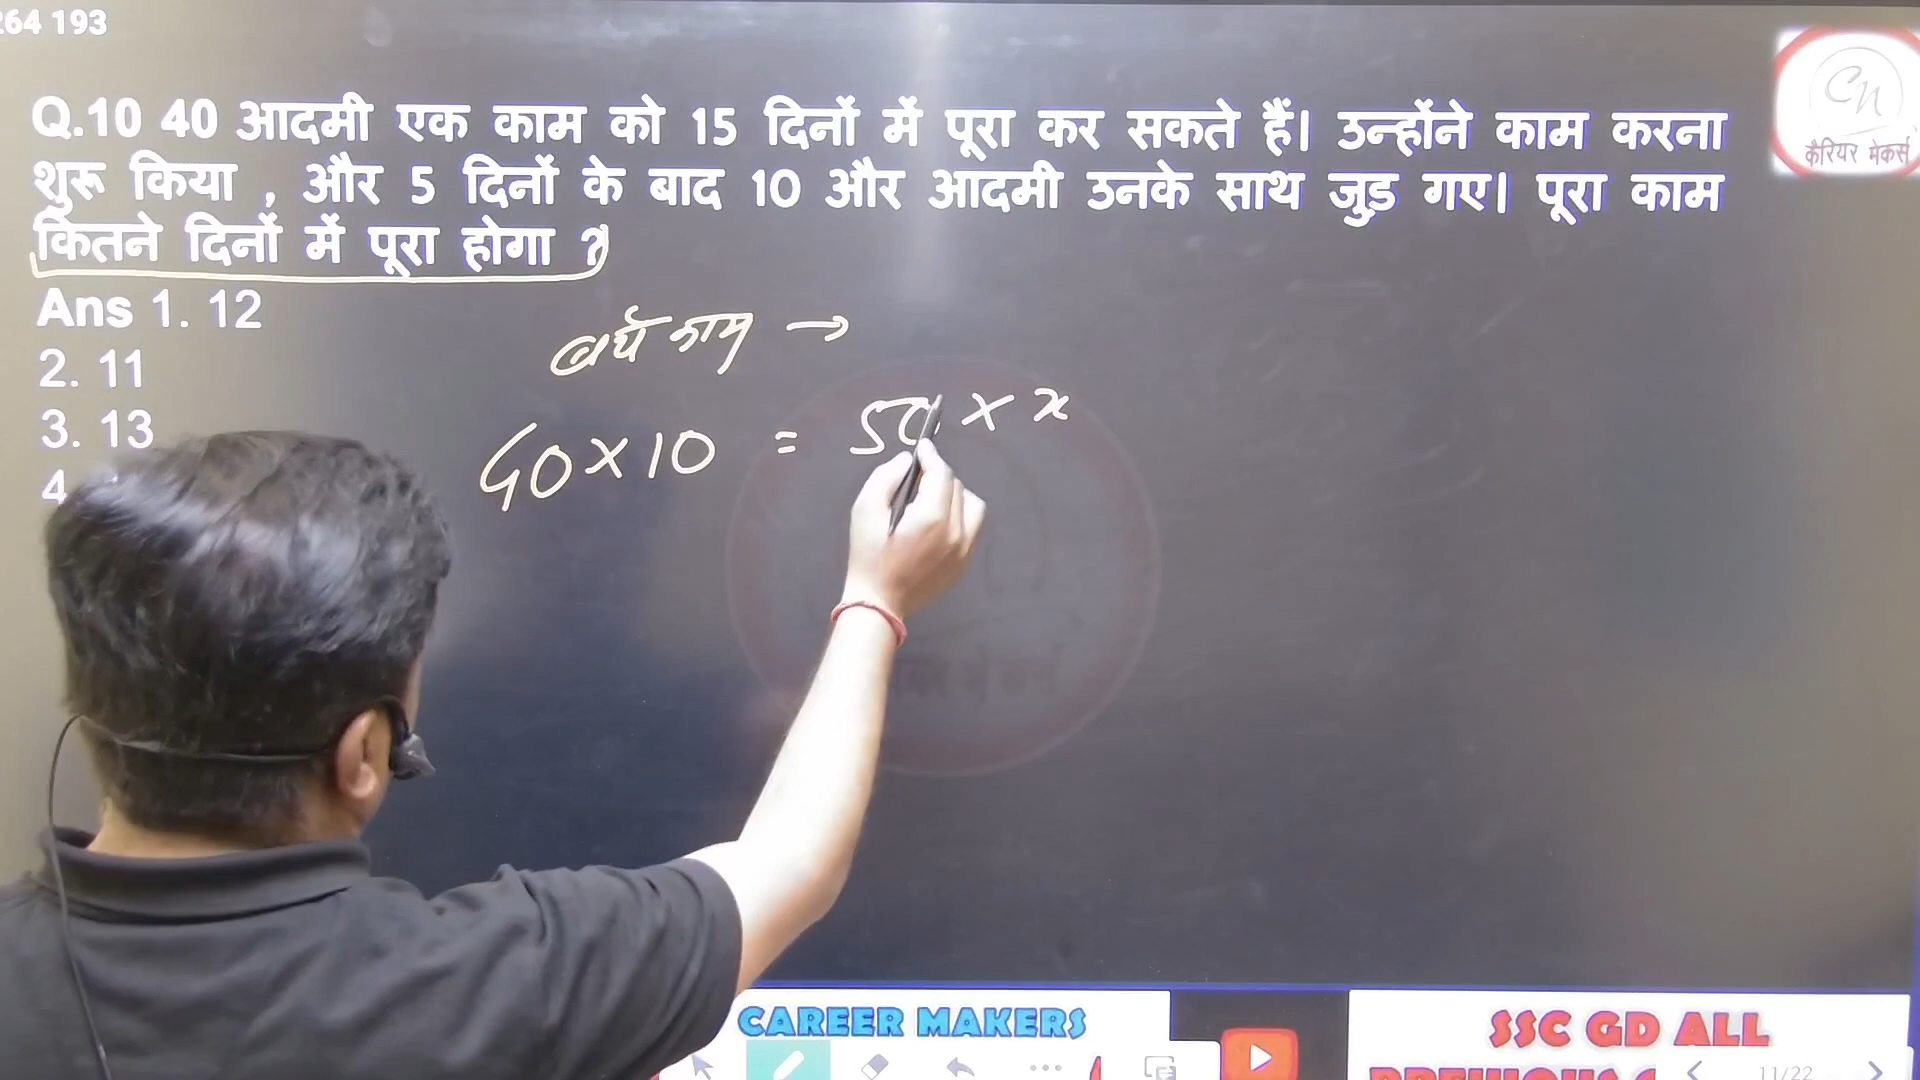 264 193
Q.10 40 आदमी एक काम को 15 दिनों में पूरा कर सकते हैं। उन्होंने काम करना
शुरू किया , और 5 दिनों के बाद 10 और आदमी उनके साथ जुड़ गए। पूरा काम
कितने दिनों में पूरा होगा ?
Ans 1. 12
2. 11
3. 13
4
काम →
40 × 10 = 50 × x
CN
कैरियर मेकर्स
CAREER MAKERS
SSC GD ALL
11/22